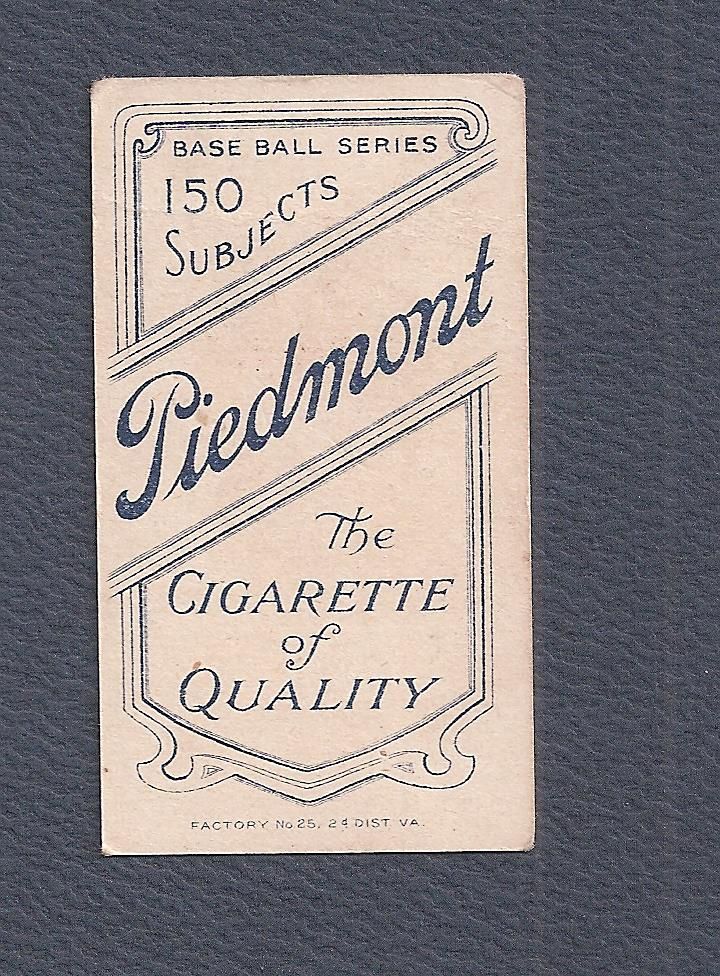 BASE BALL SERIES
150
SUBJECTS
Piedmont
The
CIGARETTE
of
QUALITY
FACTORY No 25, 2d DIST. VA.